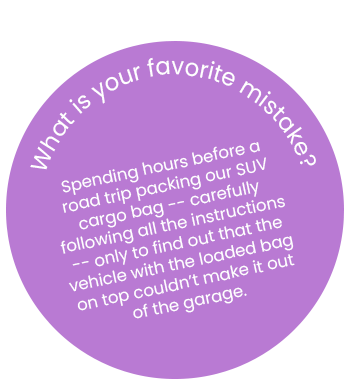 What is your favorite mistake?
Spending hours before a
road trip packing our SUV
cargo bag -- carefully
following all the instructions
-- only to find out that the
vehicle with the loaded bag
on top couldn't make it out
of the garage.